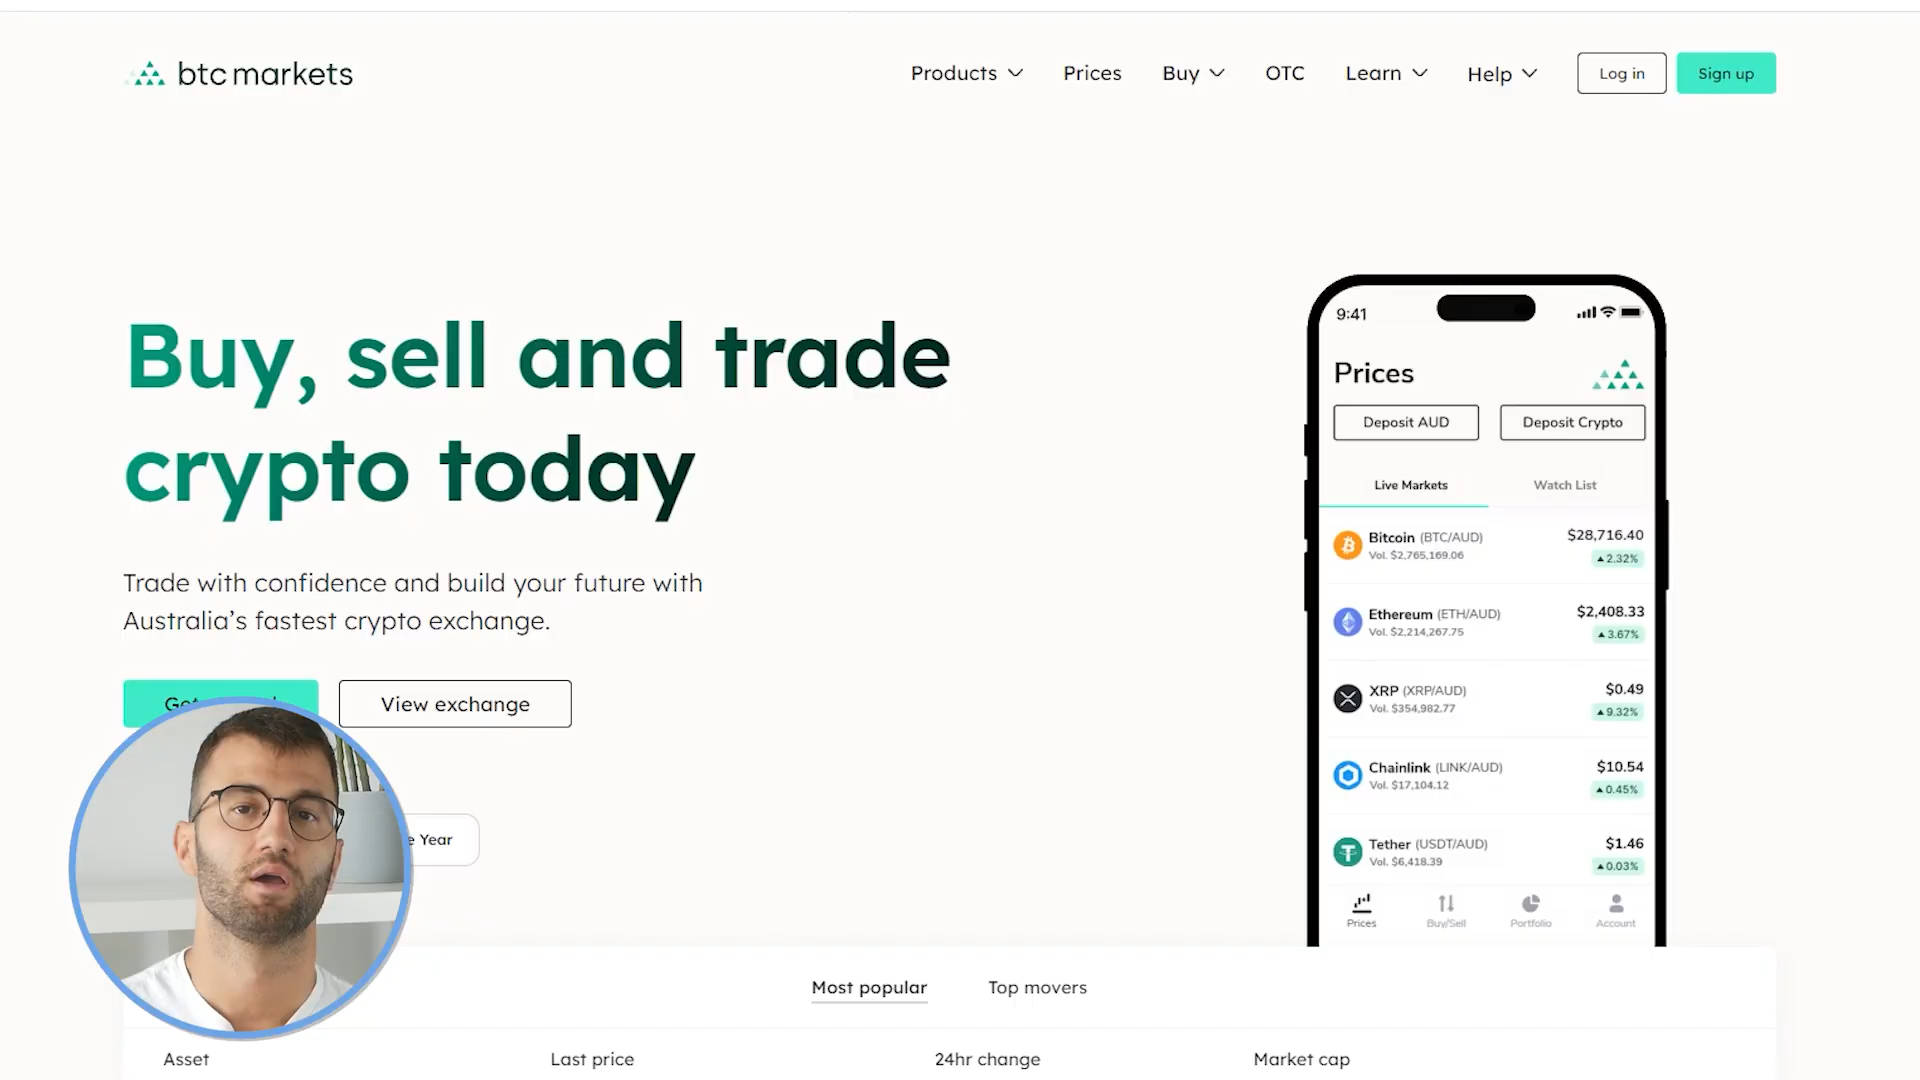 btc markets
Products
Prices
Buy
OTC
Learn
Help
Log in
Sign up
Buy, sell and trade
crypto today
Trade with confidence and build your future with
Australia’s fastest crypto exchange.
View exchange
Year
9:41
Prices
Deposit AUD
Deposit Crypto
Live Markets
Watch List
Bitcoin (BTC/AUD)
$28,716.40
Vol. $2,765,169.06
▲2.32%
Ethereum (ETH/AUD)
$2,408.33
Vol. $2,214,267.75
▲3.67%
XRP (XRP/AUD)
$0.49
Vol. $354,982.77
▲9.32%
Chainlink (LINK/AUD)
$10.54
Vol. $17,104.12
▲0.45%
Tether (USDT/AUD)
$1.46
Vol. $6,418.39
▲0.03%
Prices
Buy/Sell
Portfolio
Account
Most popular
Top movers
Asset
Last price
24hr change
Market cap